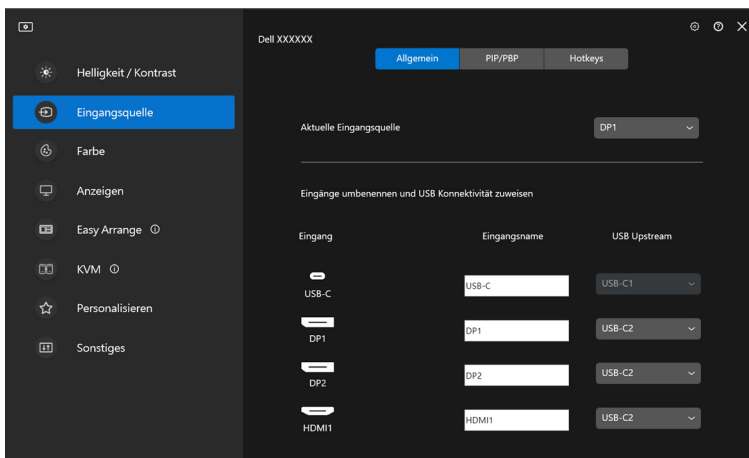 Dell XXXXXX
Allgemein PIP/PBP Hotkeys
Helligkeit / Kontrast
Eingangsquelle
Farbe
Anzeigen
Easy Arrange
KVM
Personalisieren
Sonstiges
Aktuelle Eingangsquelle DP1
Eingänge umbenennen und USB Konnektivität zuweisen
Eingang Eingangsname USB Upstream
USB-C USB-C USB-C1
DP1 DP1 USB-C2
DP2 DP2 USB-C2
HDMI1 HDMI1 USB-C2